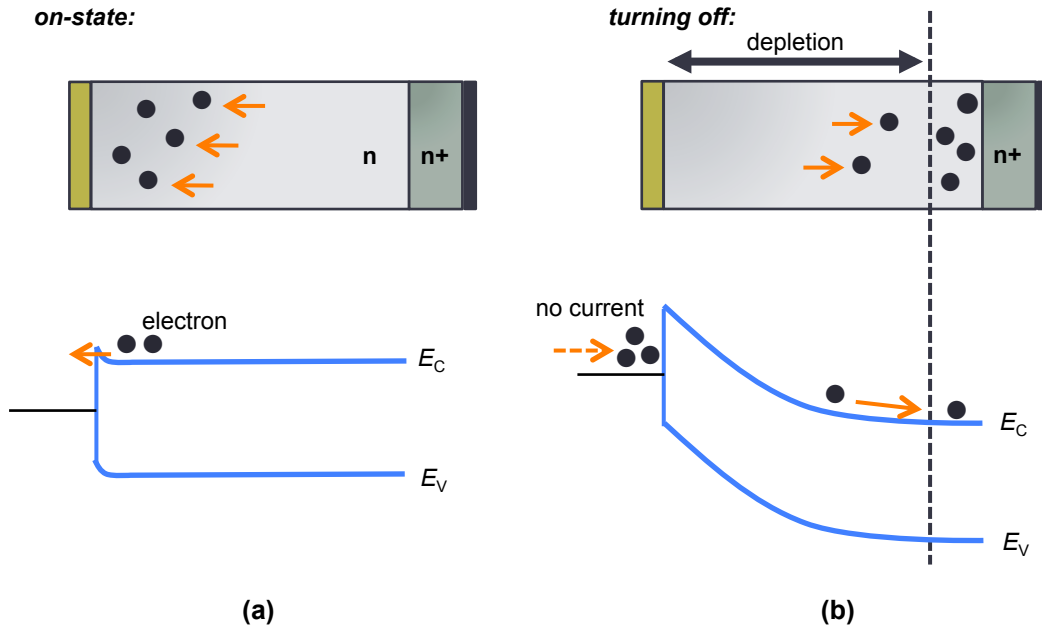 on-state:
n
n+
electron
E_C
E_V
(a)
turning off:
depletion
n+
no current
E_C
E_V
(b)